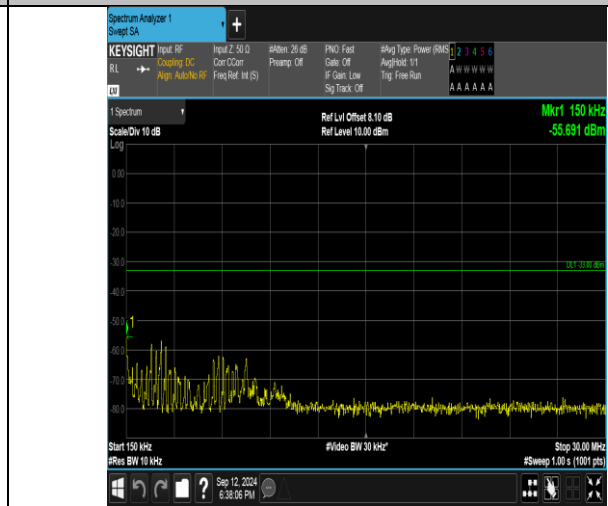 Spectrum Analyzer 1
Swept SA
+
KEYSIGHT Input: RF Input Z: 50 Ω #Atten: 26 dB PNO: Fast #Avg Type: Power (RMS 1 2 3 4 5 6
RL Coupling: DC Corr CCorr Preamp: Off Gate: Off Avg|Hold: 1/1 A W W W W W
Align: Auto/No RF Freq Ref: Int (S) IF Gain: Low Trig: Free Run
Sig Track: Off A A A A A A
LXI
1 Spectrum Ref Lvl Offset 8.10 dB Mkr1 150 kHz
Scale/Div 10 dB Ref Level 10.00 dBm -55.691 dBm
Log
0.00
-10.0
-20.0
-30.0 DL1 -33.00 dBm
-40.0
-50.0
1
-60.0
-70.0
-80.0
Start 150 kHz #Video BW 30 kHz* Stop 30.00 MHz
#Res BW 10 kHz #Sweep 1.00 s (1001 pts)
? Sep 12, 2024
6:38:06 PM